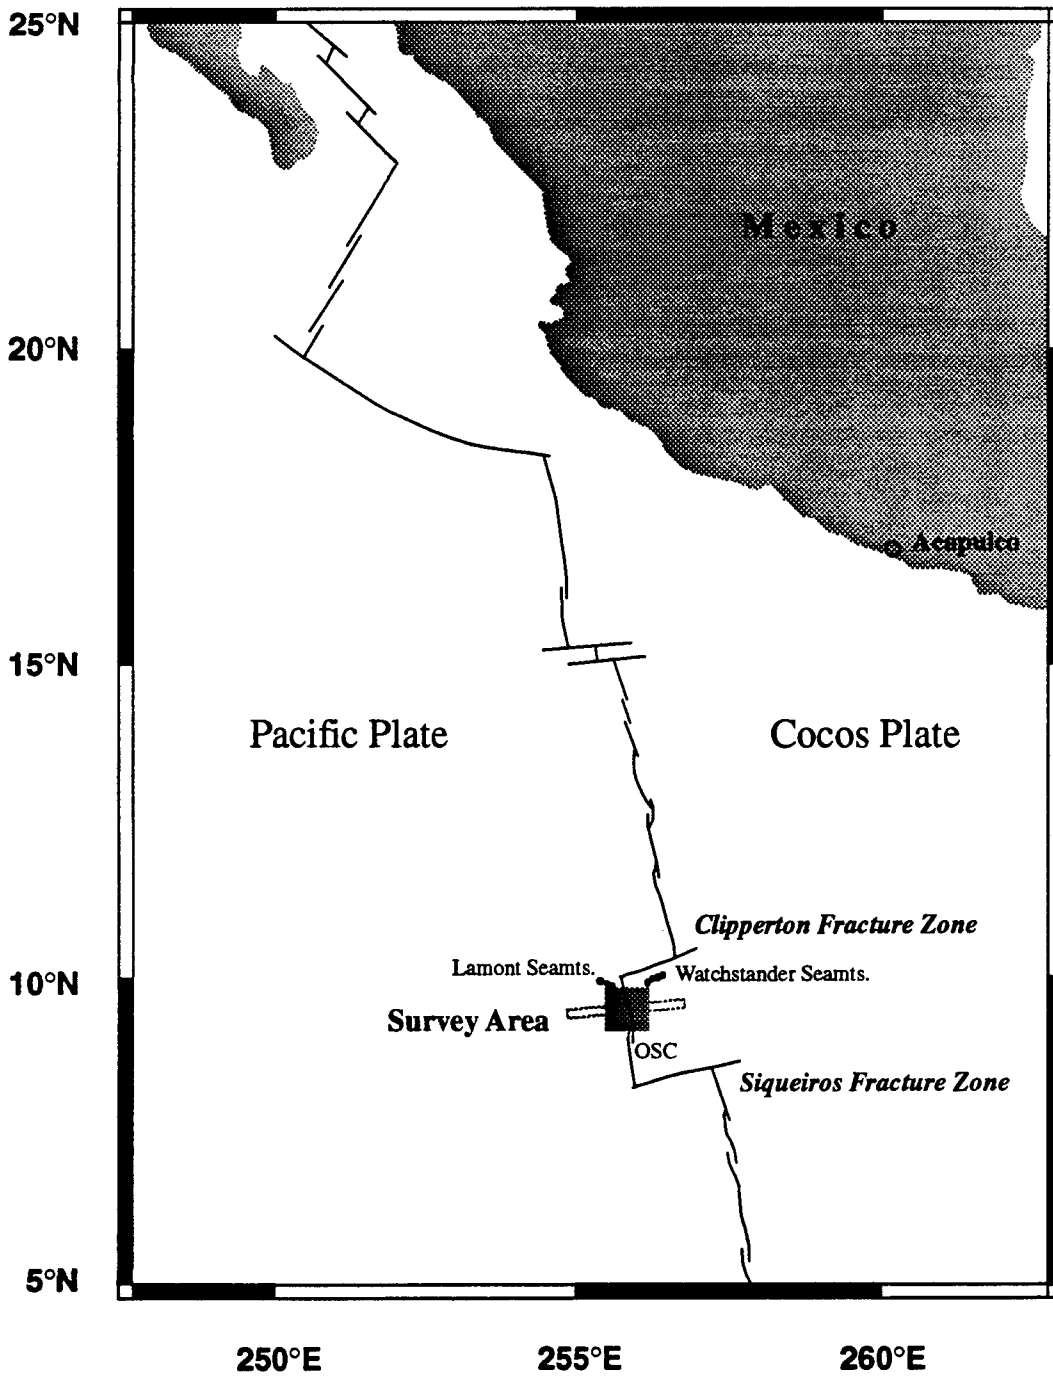 25°N
Mexico
20°N
Acapulco
15°N
Pacific Plate
Cocos Plate
Clipperton Fracture Zone
Lamont Seamts.
Watchstander Seamts.
10°N
Survey Area
OSC
Siqueiros Fracture Zone
5°N
250°E
255°E
260°E